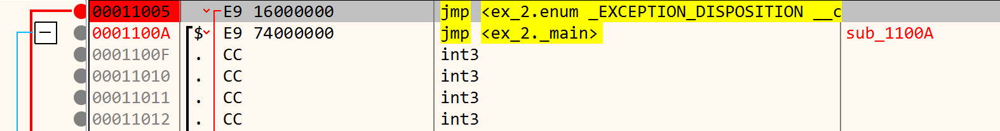 00011005 E9 16000000 jmp <ex_2.enum _EXCEPTION_DISPOSITION __c
0001100A $ E9 74000000 jmp <ex_2._main> sub_1100A
0001100F . CC int3
00011010 . CC int3
00011011 . CC int3
00011012 . CC int3